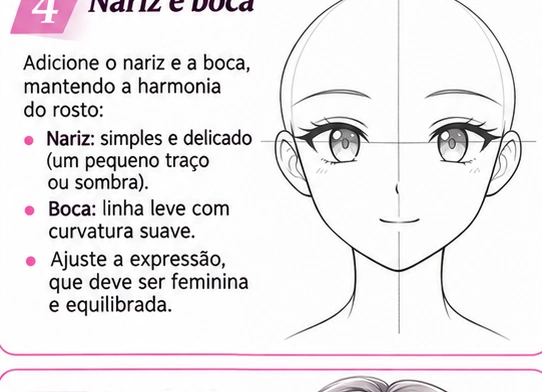 4 Nariz e boca
Adicione o nariz e a boca,
mantendo a harmonia
do rosto:
• Nariz: simples e delicado
(um pequeno traço
ou sombra).
• Boca: linha leve com
curvatura suave.
• Ajuste a expressão,
que deve ser feminina
e equilibrada.